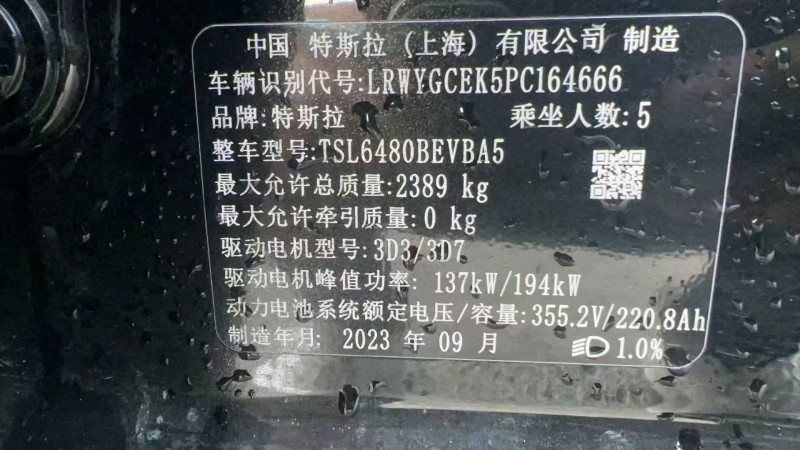 中国 特斯拉 (上海) 有限公司 制造
车辆识别代号:LRWYGCEK5PC164666
品牌:特斯拉 乘坐人数:5
整车型号:TSL6480BEVBA5
最大允许总质量:2389 kg
最大允许牵引质量:0 kg
驱动电机型号:3D3/3D7
驱动电机峰值功率: 137kW/194kW
动力电池系统额定电压/容量:355.2V/220.8Ah
制造年月: 2023 年 09 月 1.0%